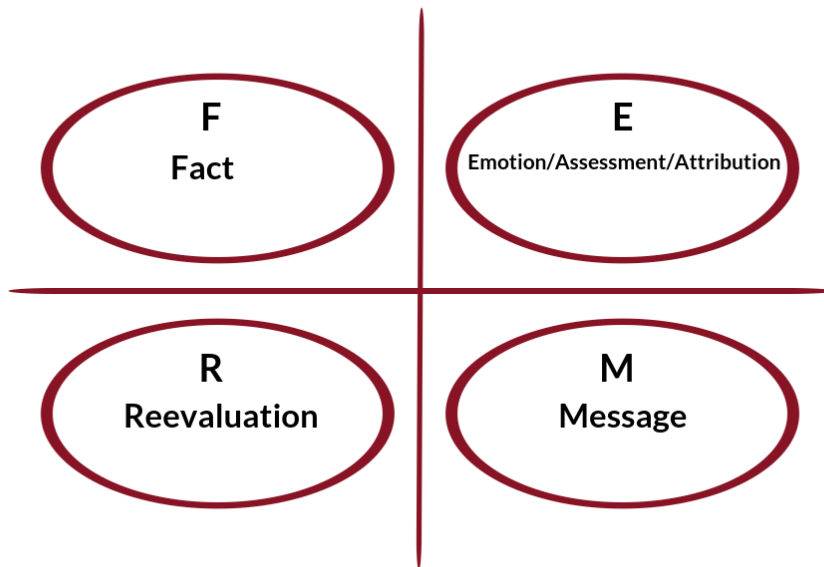 F
Fact
E
Emotion/Assessment/Attribution
R
Reevaluation
M
Message